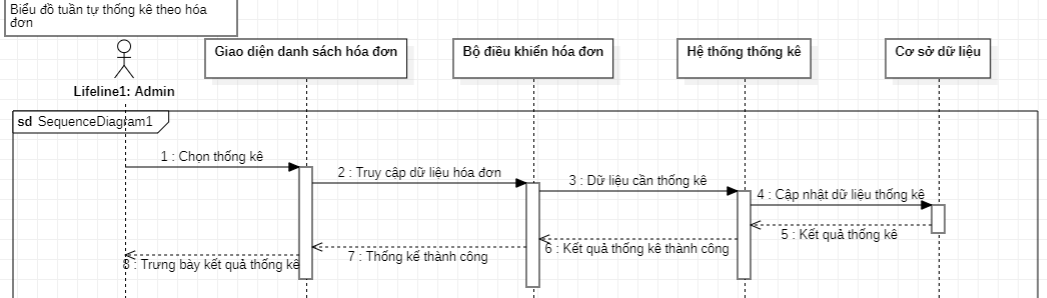 Biểu đồ tuần tự thống kê theo hóa
đơn
Giao diện danh sách hóa đơn
Bộ điều khiển hóa đơn
Hệ thống thống kê
Cơ sở dữ liệu
Lifeline1: Admin
sd SequenceDiagram1
1 : Chọn thống kê
2 : Truy cập dữ liệu hóa đơn
3 : Dữ liệu cần thống kê
4 : Cập nhật dữ liệu thống kê
5 : Kết quả thống kê
6 : Kết quả thống kê thành công
7 : Thống kế thành công
8 : Trưng bày kết quả thống kê